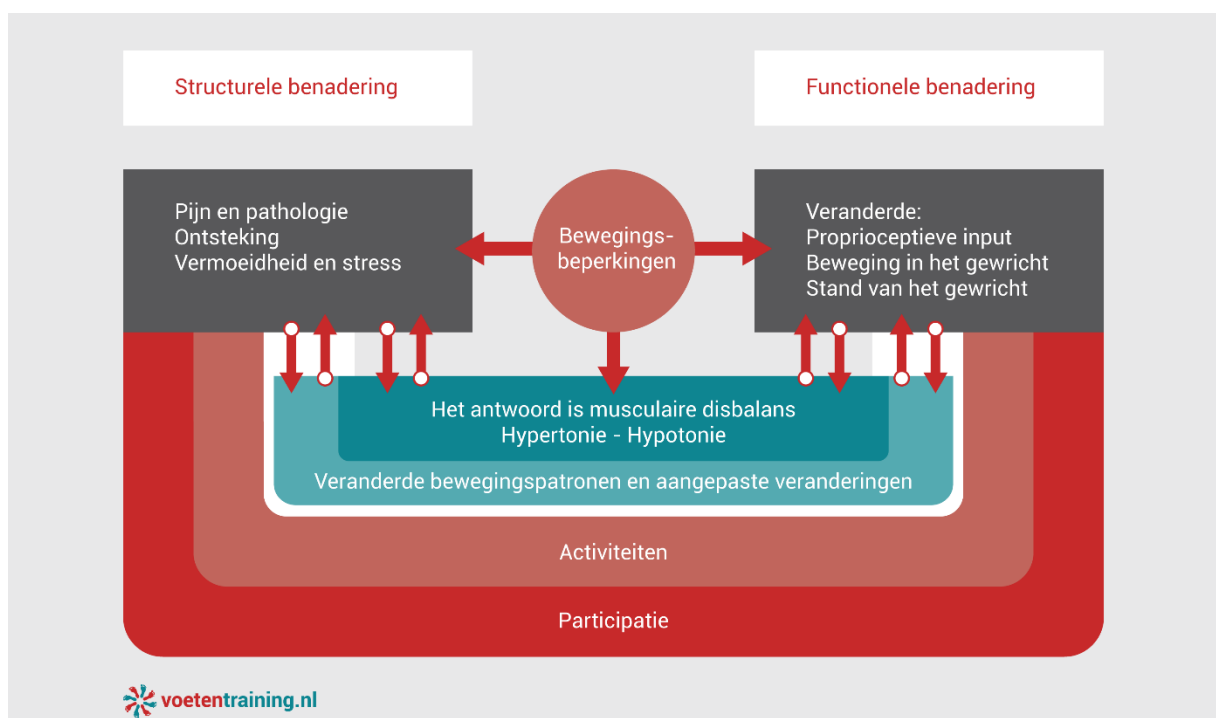 Structurele benadering
Functionele benadering
Pijn en pathologie
Ontsteking
Vermoeidheid en stress
Bewegings-
beperkingen
Veranderde:
Proprioceptieve input
Beweging in het gewricht
Stand van het gewricht
Het antwoord is musculaire disbalans
Hypertonie - Hypotonie
Veranderde bewegingspatronen en aangepaste veranderingen
Activiteiten
Participatie
voetentraining.nl